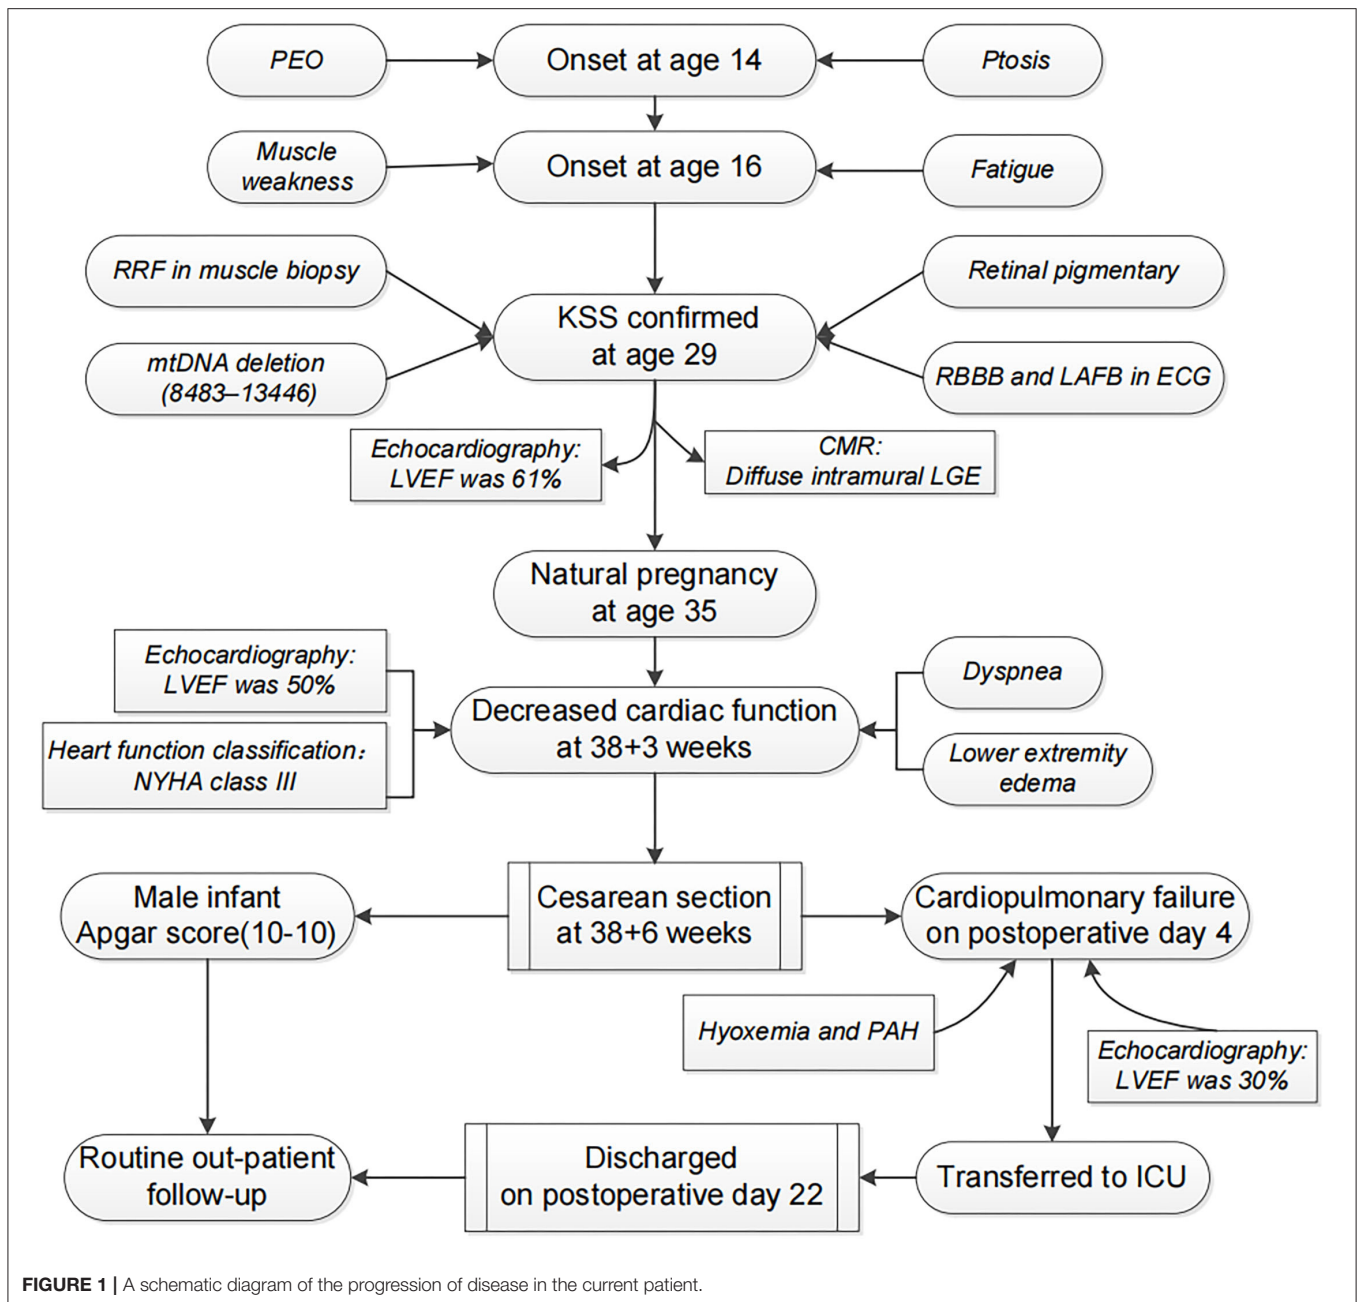 PEO
Onset at age 14
Ptosis
Muscle
weakness
Onset at age 16
Fatigue
RRF in muscle biopsy
Retinal pigmentary
KSS confirmed
at age 29
mtDNA deletion
(8483–13446)
RBBB and LAFB in ECG
Echocardiography:
LVEF was 61%
CMR:
Diffuse intramural LGE
Natural pregnancy
at age 35
Echocardiography:
LVEF was 50%
Dyspnea
Decreased cardiac function
at 38+3 weeks
Heart function classification：
NYHA class III
Lower extremity
edema
Male infant
Apgar score(10-10)
Cesarean section
at 38+6 weeks
Cardiopulmonary failure
on postoperative day 4
Hyoxemia and PAH
Echocardiography:
LVEF was 30%
Routine out-patient
follow-up
Discharged
on postoperative day 22
Transferred to ICU
FIGURE 1 | A schematic diagram of the progression of disease in the current patient.